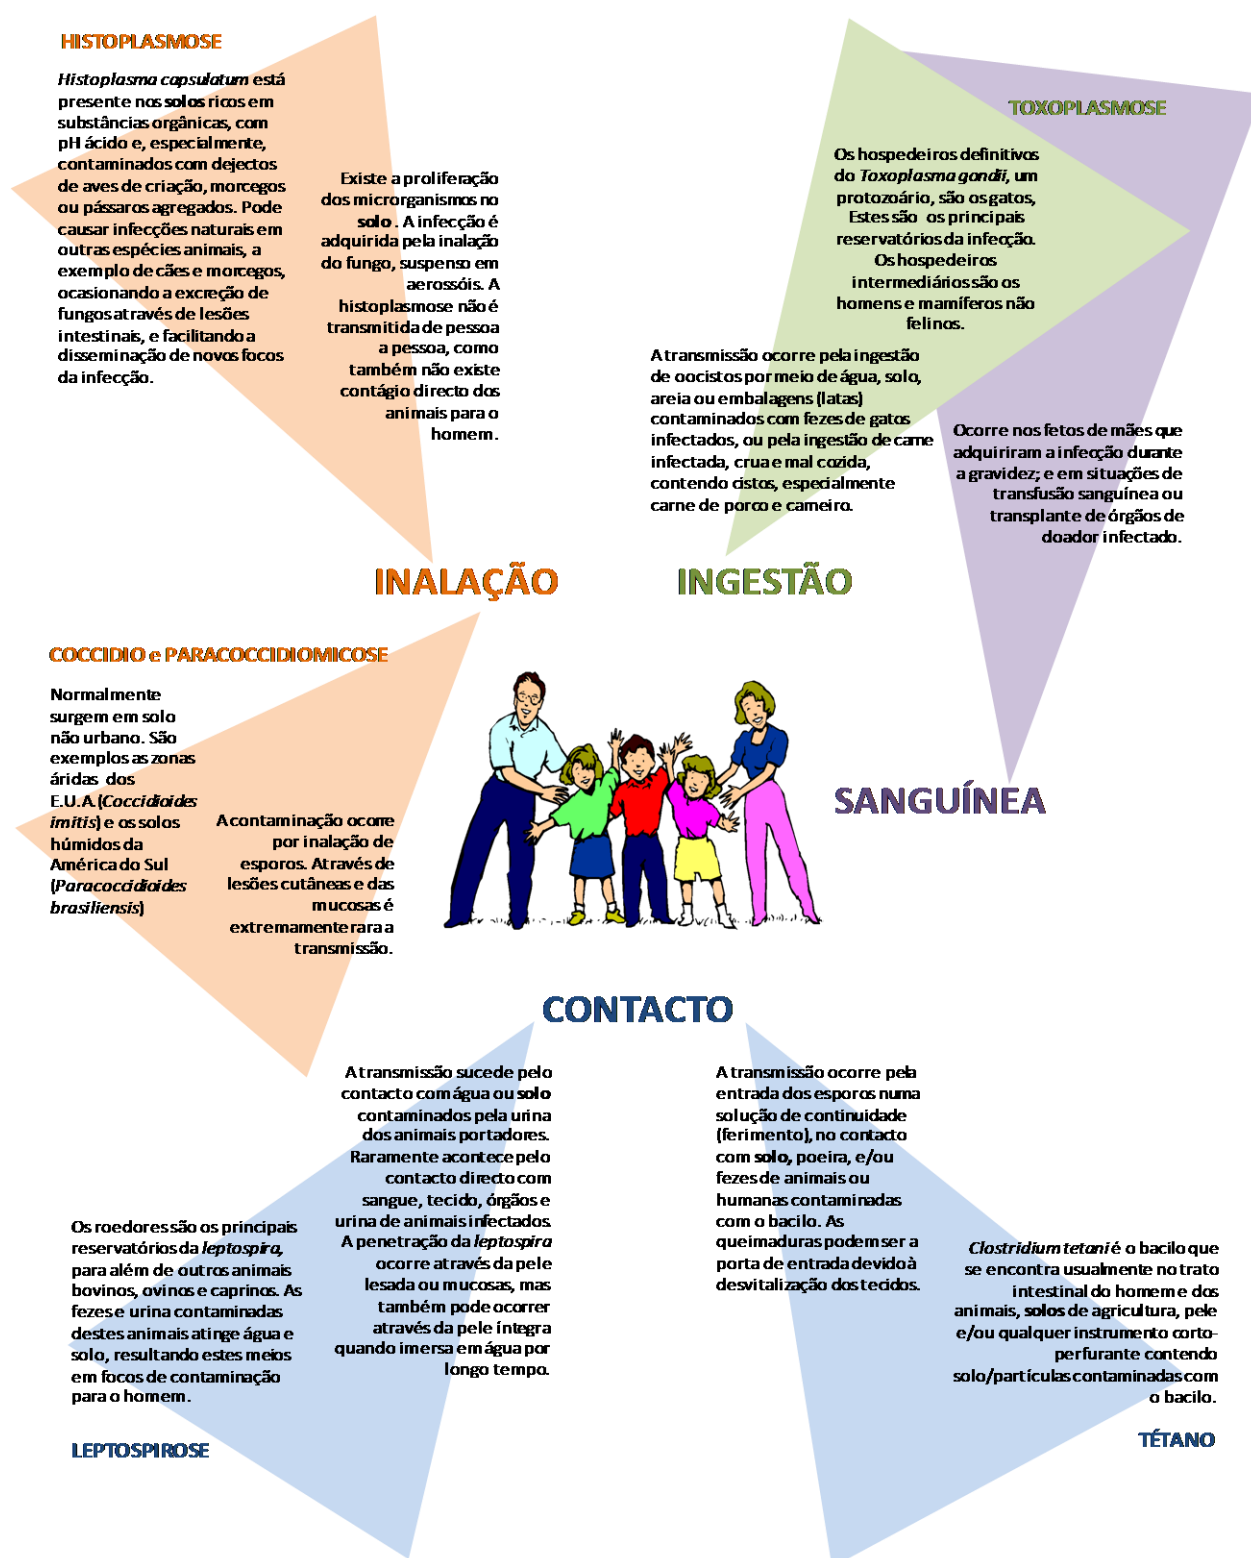 HISTOPLASMOSE
Histoplasma capsulatum está
presente nos solos ricos em
substâncias orgânicas, com
pH ácido e, especialmente,
contaminados com dejectos
de aves de criação, morcegos
ou pássaros agregados. Pode
causar infecções naturais em
outras espécies animais, a
exemplo de cães e morcegos,
ocasionando a excreção de
fungos através de lesões
intestinais, e facilitando a
disseminação de novos focos
da infecção.
Existe a proliferação
dos microrganismos no
solo . A infecção é
adquirida pela inalação
do fungo, suspenso em
aerossóis. A
histoplasmose não é
transmitida de pessoa
a pessoa, como
também não existe
contágio directo dos
animais para o
homem.
TOXOPLASMOSE
Os hospedeiros definitivos
do Toxoplasma gondii, um
protozoário, são os gatos,
Estes são os principais
reservatórios da infecção.
Os hospedeiros
intermediários são os
homens e mamíferos não
felinos.
A transmissão ocorre pela ingestão
de oocistos por meio de água, solo,
areia ou embalagens (latas)
contaminados com fezes de gatos
infectados, ou pela ingestão de carne
infectada, crua e mal cozida,
contendo cistos, especialmente
carne de porco e carneiro.
Ocorre nos fetos de mães que
adquiriram a infecção durante
a gravidez; e em situações de
transfusão sanguínea ou
transplante de órgãos de
doador infectado.
INALAÇÃO
INGESTÃO
COCCIDIO e PARACOCCIDIOMICOSE
Normalmente
surgem em solo
não urbano. São
exemplos as zonas
áridas dos
E.U.A.(Coccidioides
imitis) e os solos
húmidos da
América do Sul
(Paracoccidioides
brasiliensis)
A contaminação ocorre
por inalação de
esporos. Através de
lesões cutâneas e das
mucosas é
extremamente rara a
transmissão.
SANGUÍNEA
CONTACTO
A transmissão sucede pelo
contacto com água ou solo
contaminados pela urina
dos animais portadores.
Raramente acontece pelo
contacto directo com
sangue, tecido, órgãos e
urina de animais infectados.
A penetração da leptospira
ocorre através da pele
lesada ou mucosas, mas
também pode ocorrer
através da pele íntegra
quando imersa em água por
longo tempo.
Os roedores são os principais
reservatórios da leptospira,
para além de outros animais
bovinos, ovinos e caprinos. As
fezes e urina contaminadas
destes animais atinge água e
solo, resultando estes meios
em focos de contaminação
para o homem.
LEPTOSPIROSE
A transmissão ocorre pela
entrada dos esporos numa
solução de continuidade
(ferimento), no contacto
com solo, poeira, e/ou
fezes de animais ou
humanas contaminadas
com o bacilo. As
queimaduras podem ser a
porta de entrada devido à
desvitalização dos tecidos.
Clostridium tetani é o bacilo que
se encontra usualmente no trato
intestinal do homem e dos
animais, solos de agricultura, pele
e/ou qualquer instrumento corto-
perfurante contendo
solo/partículas contaminadas com
o bacilo.
TÉTANO